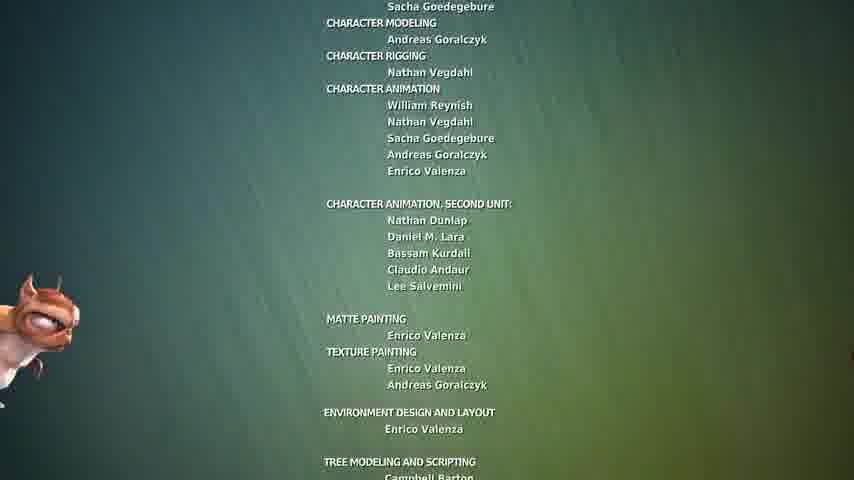 Sacha Goedegebure
CHARACTER MODELING
Andreas Goralczyk
CHARACTER RIGGING
Nathan Vegdahl
CHARACTER ANIMATION
William Reynish
Nathan Vegdahl
Sacha Goedegebure
Andreas Goralczyk
Enrico Valenza
CHARACTER ANIMATION, SECOND UNIT:
Nathan Dunlap
Daniel M. Lara
Bassam Kurdali
Claudio Andaur
Lee Salvemini
MATTE PAINTING
Enrico Valenza
TEXTURE PAINTING
Enrico Valenza
Andreas Goralczyk
ENVIRONMENT DESIGN AND LAYOUT
Enrico Valenza
TREE MODELING AND SCRIPTING
Campbell Barton